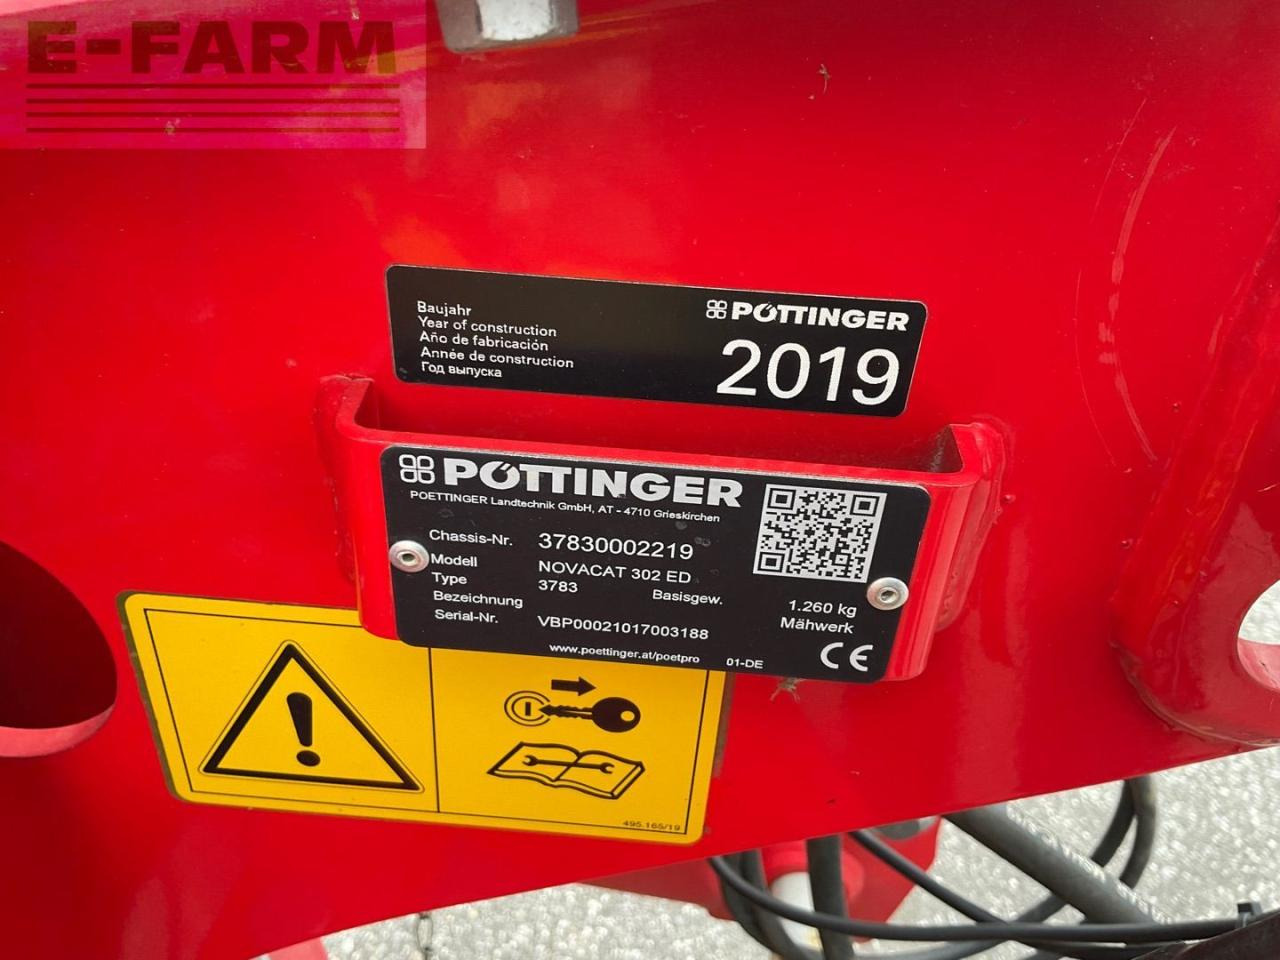 E-FARM
Baujahr
Year of construction
Año de fabricación
Année de construction
Год выпуска
PÖTTINGER
2019
PÖTTINGER
POETTINGER Landtechnik GmbH, AT - 4710 Grieskirchen
Chassis-Nr. 37830002219
Modell NOVACAT 302 ED
Type 3783 Basisgew. 1.260 kg
Bezeichnung Mähwerk
Serial-Nr. VBP00021017003188
www.poettinger.at/poetpro 01-DE CE
495.165/19